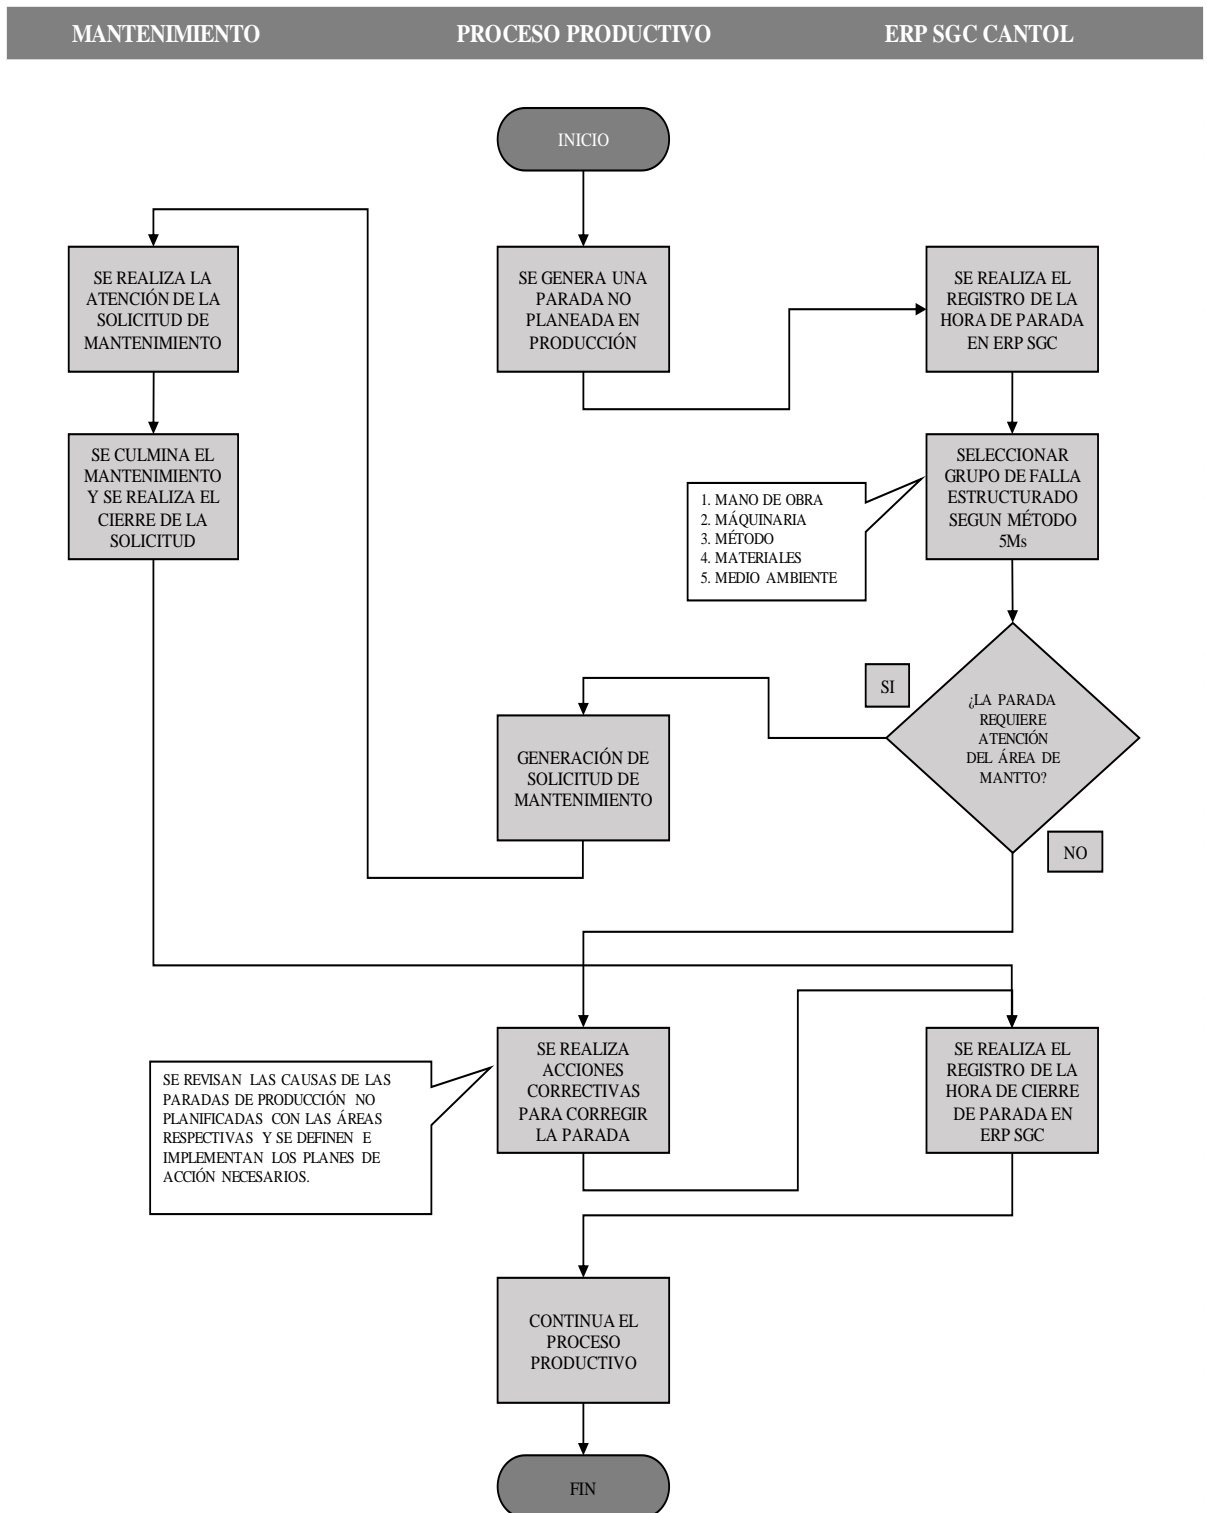 MANTENIMIENTO PROCESO PRODUCTIVO ERP SGC CANTOL
INICIO
SE REALIZA LA
ATENCIÓN DE LA
SOLICITUD DE
MANTENIMIENTO
SE GENERA UNA
PARADA NO
PLANEADA EN
PRODUCCIÓN
SE REALIZA EL
REGISTRO DE LA
HORA DE PARADA
EN ERP SGC
SE CULMINA EL
MANTENIMIENTO
Y SE REALIZA EL
CIERRE DE LA
SOLICITUD
1. MANO DE OBRA
2. MÁQUINARIA
3. MÉTODO
4. MATERIALES
5. MEDIO AMBIENTE
SELECCIONAR
GRUPO DE FALLA
ESTRUCTURADO
SEGUN MÉTODO
5Ms
SI
¿LA PARADA
REQUIERE
ATENCIÓN
DEL ÁREA DE
MANTTO?
GENERACIÓN DE
SOLICITUD DE
MANTENIMIENTO
NO
SE REVISAN LAS CAUSAS DE LAS
PARADAS DE PRODUCCIÓN NO
PLANIFICADAS CON LAS ÁREAS
RESPECTIVAS Y SE DEFINEN E
IMPLEMENTAN LOS PLANES DE
ACCIÓN NECESARIOS.
SE REALIZA
ACCIONES
CORRECTIVAS
PARA CORREGIR
LA PARADA
SE REALIZA EL
REGISTRO DE LA
HORA DE CIERRE
DE PARADA EN
ERP SGC
CONTINUA EL
PROCESO
PRODUCTIVO
FIN